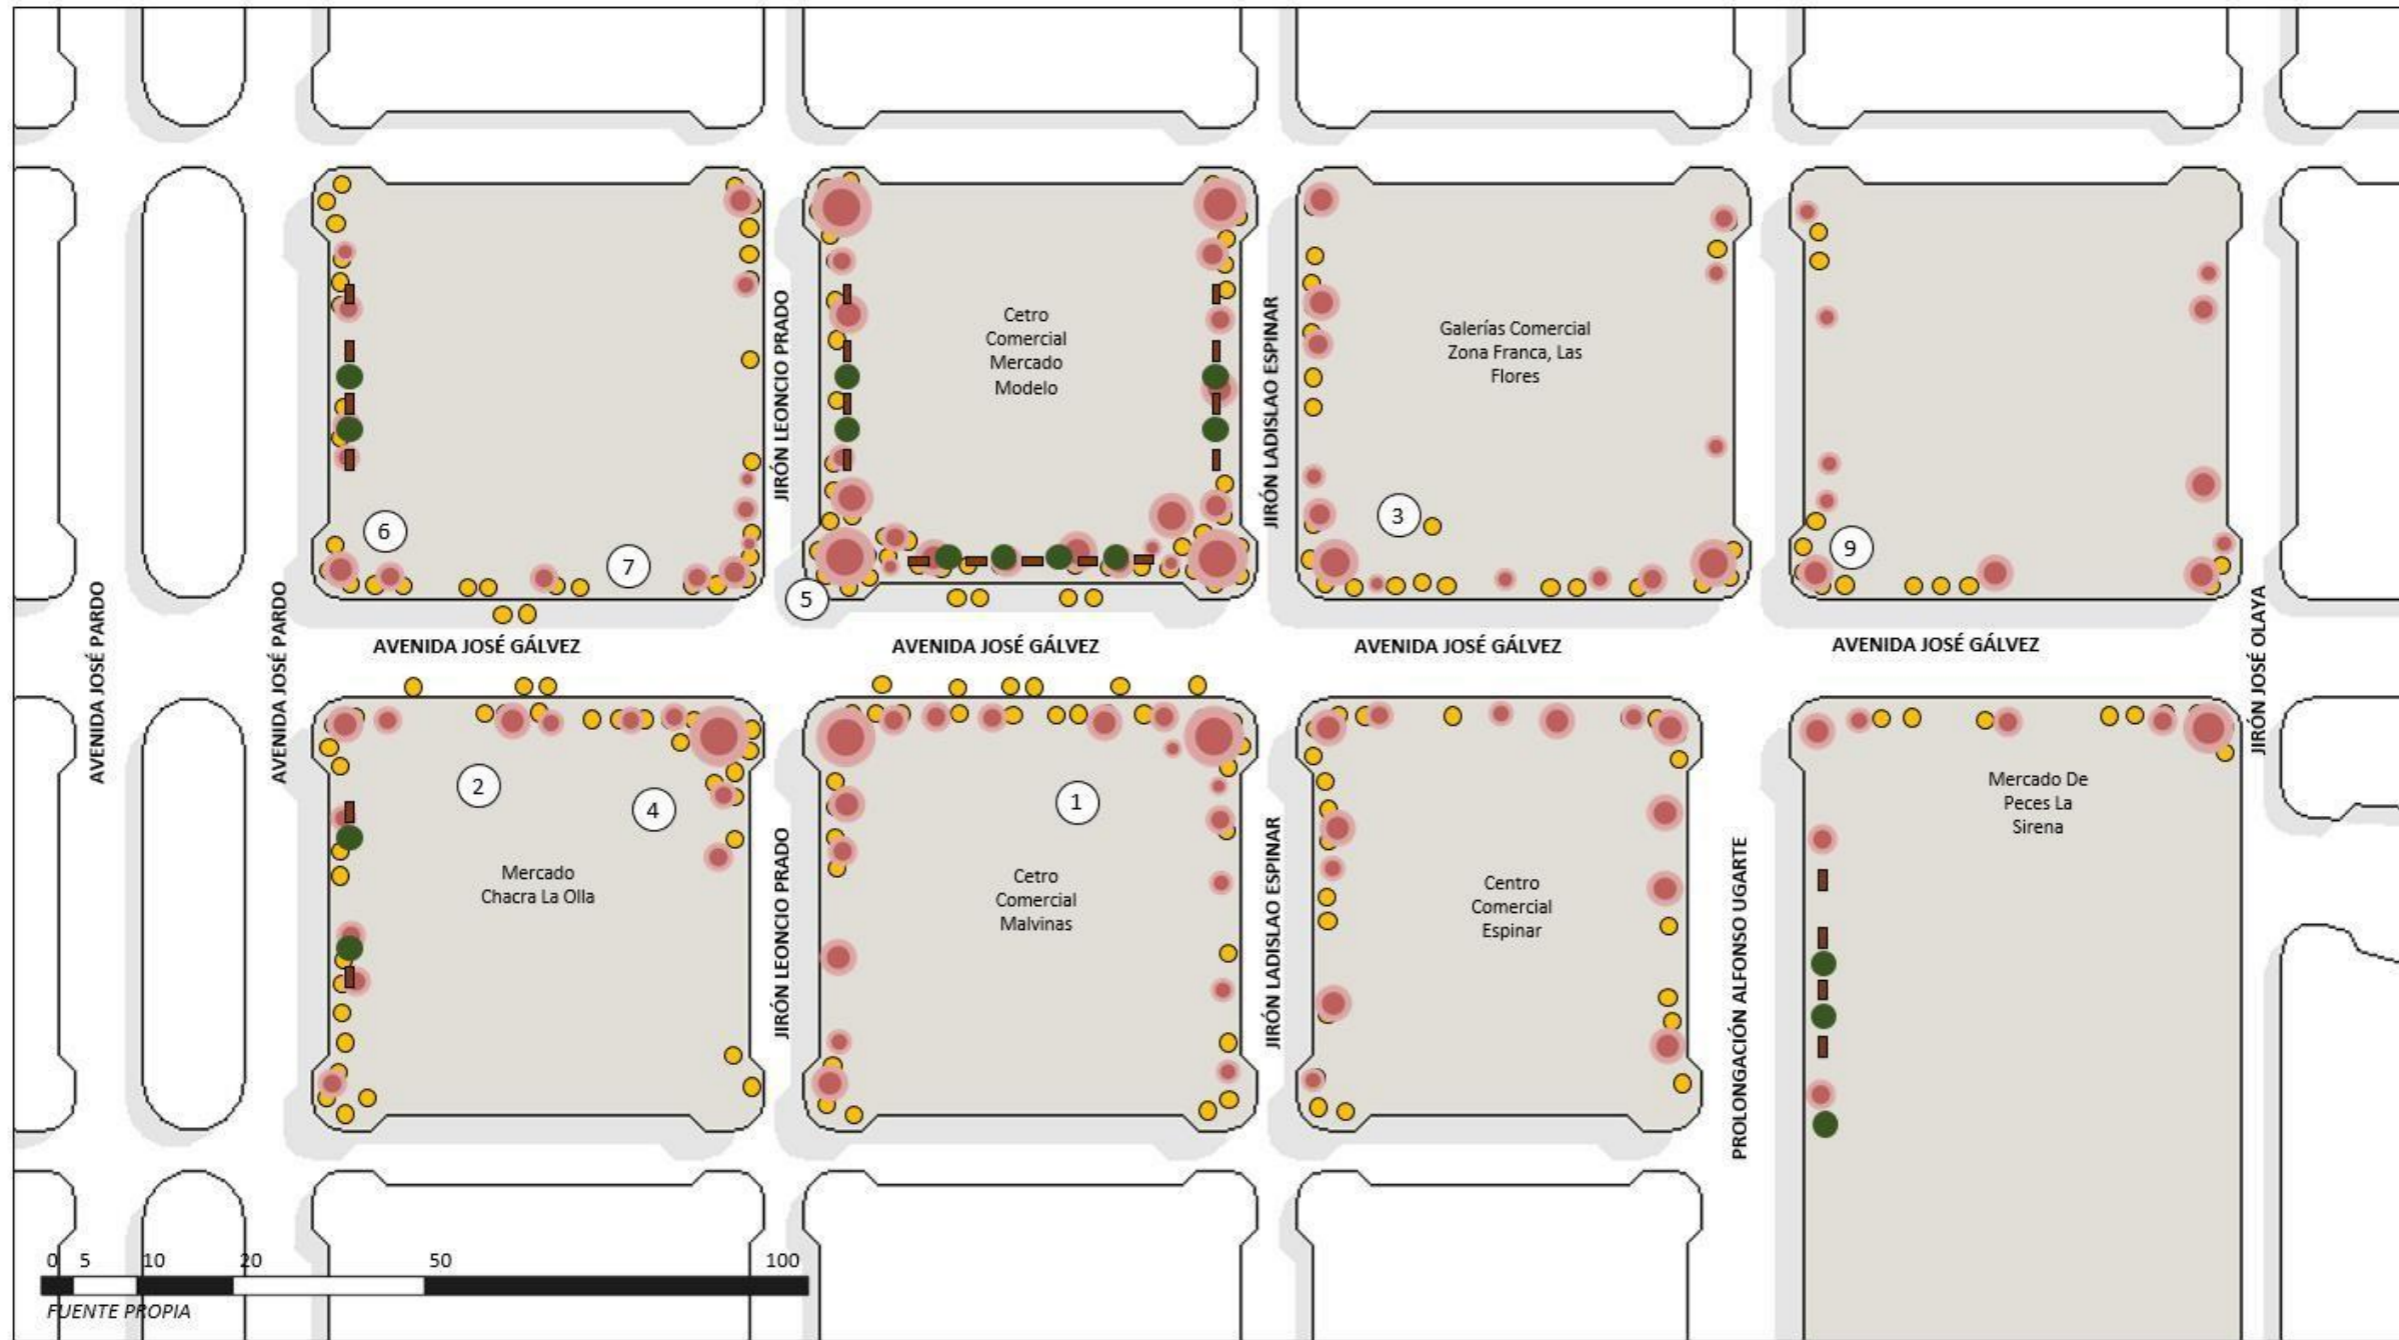 JIRÓN LEONCIO PRADO
Cetro
Comercial
Mercado
Modelo
JIRÓN LADISLAO ESPINAR
Galerías Comercial
Zona Franca, Las
Flores
6
7
5
3
9
AVENIDA JOSÉ PARDO
AVENIDA JOSÉ PARDO
AVENIDA JOSÉ GÁLVEZ
AVENIDA JOSÉ GÁLVEZ
AVENIDA JOSÉ GÁLVEZ
AVENIDA JOSÉ GÁLVEZ
JIRÓN JOSÉ OLAYA
2
4
1
Mercado
Chacra La Olla
JIRÓN LEONCIO PRADO
Cetro
Comercial
Malvinas
JIRÓN LADISLAO ESPINAR
Centro
Comercial
Espinar
PROLONGACIÓN ALFONSO UGARTE
Mercado De
Peces La
Sirena
0 5 10 20 50 100
FUENTE PROPIA